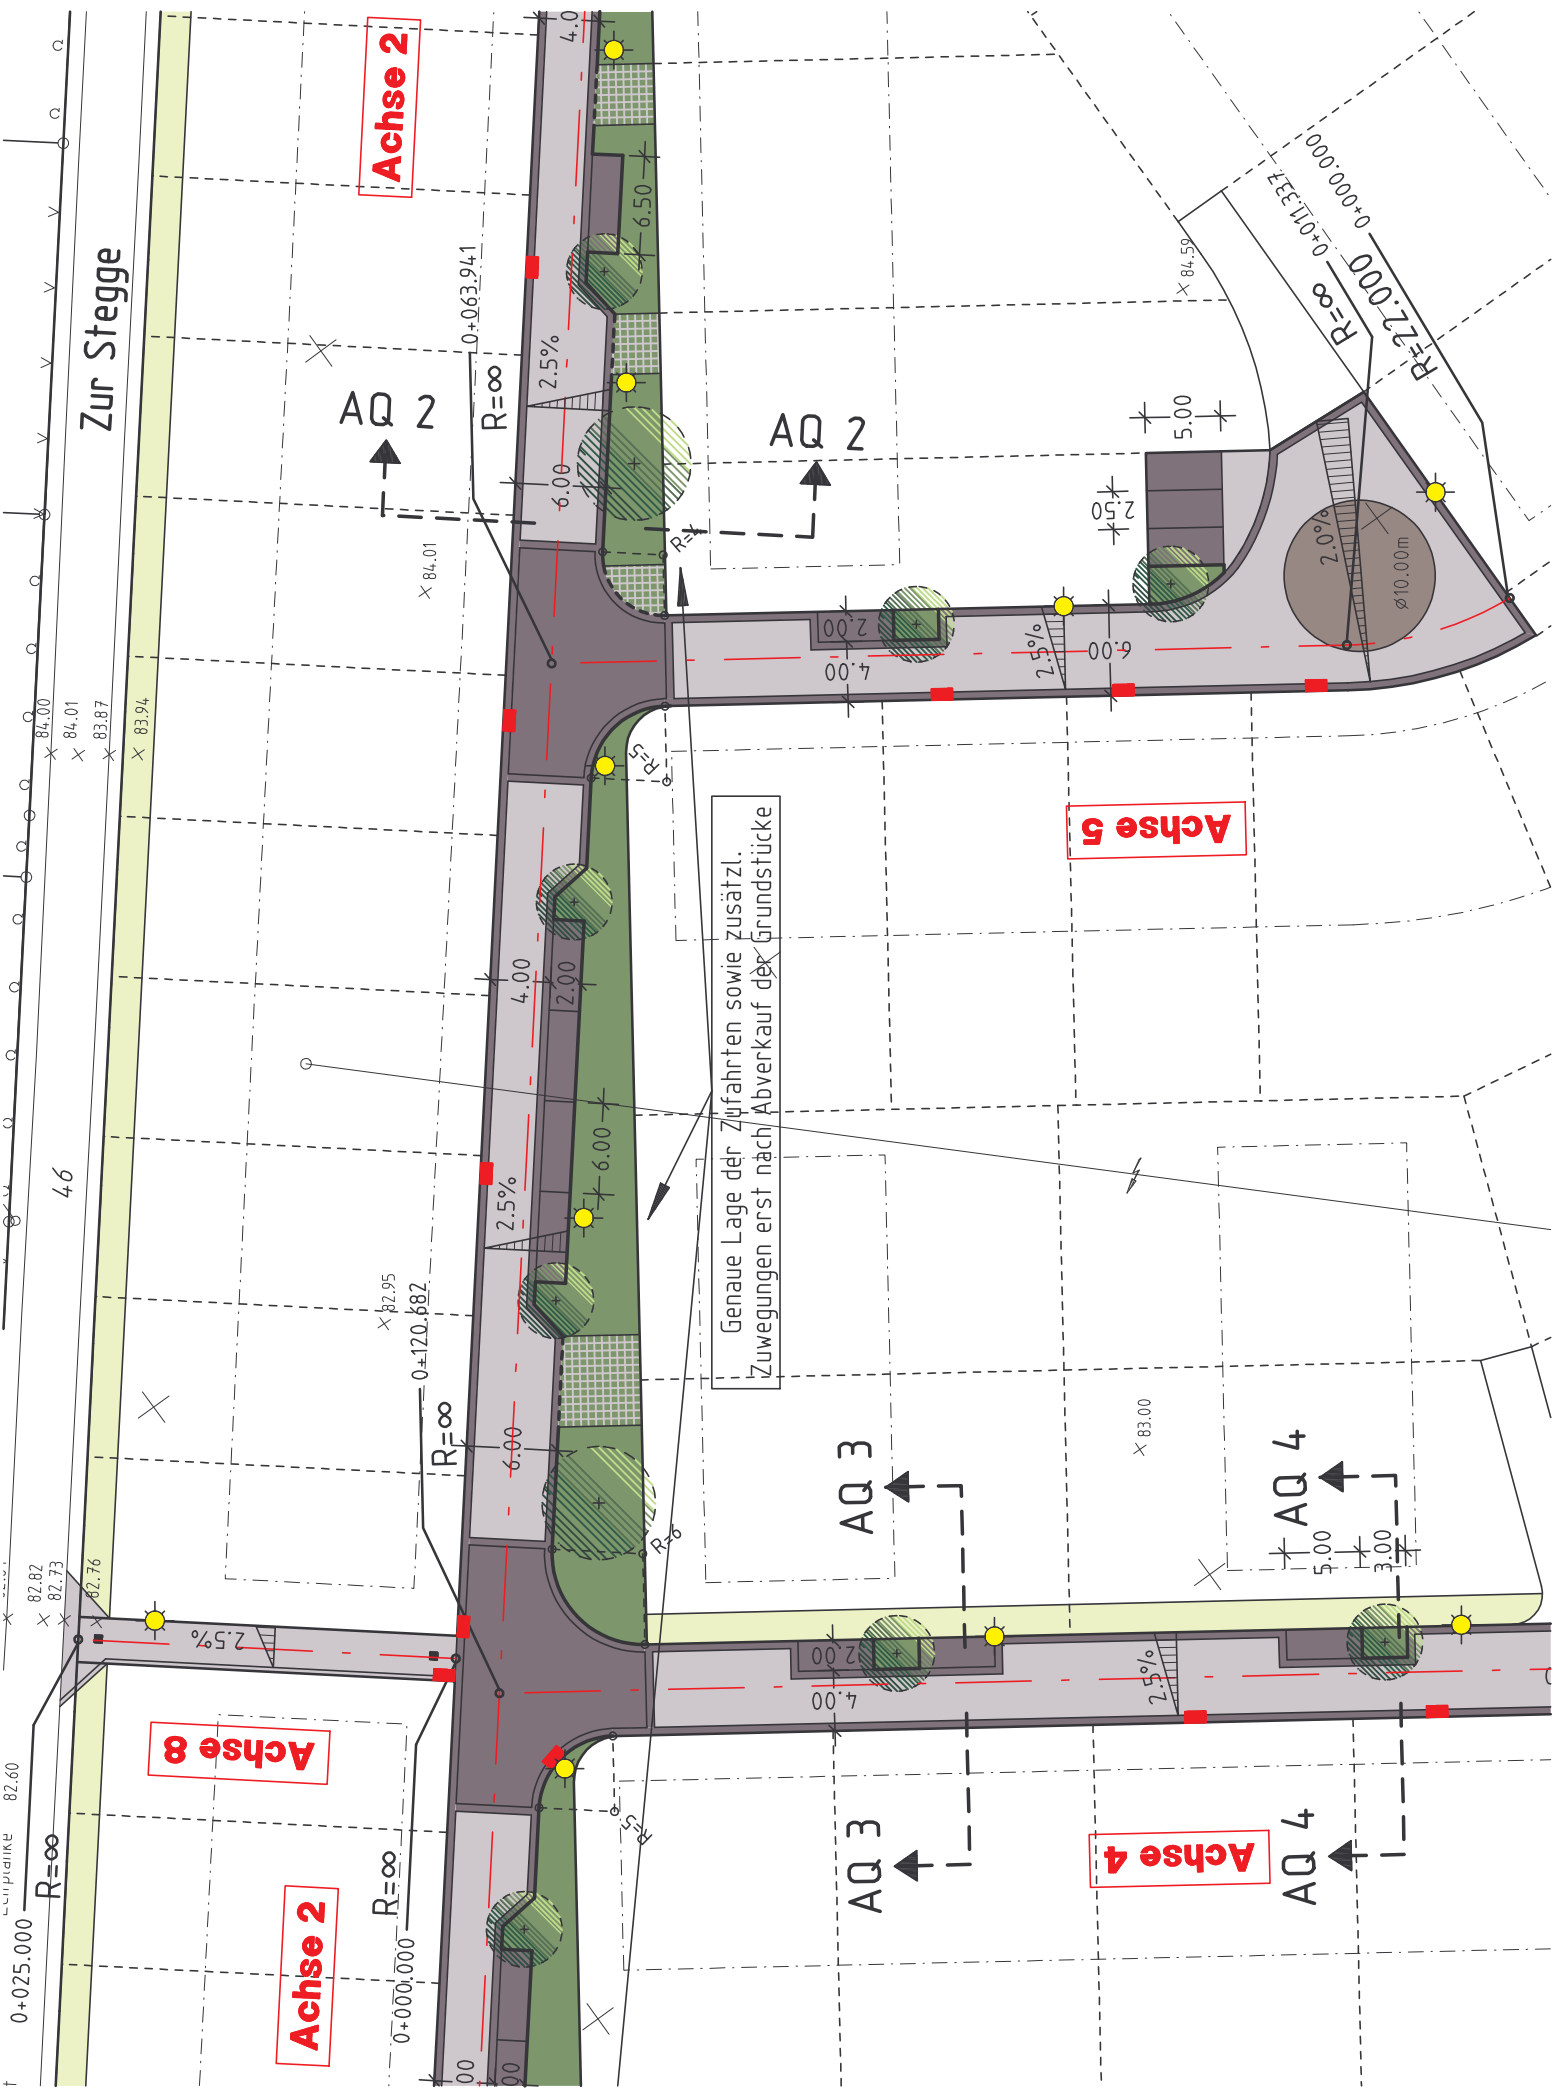 Zur Stegge
46
Achse 2
0+063.941
R=∞
AQ 2
AQ 2
4.0
6.50
2.5%
6.00
R=4
84.01
84.00
84.01
83.87
83.94
84.59
0+000.000
R=22.000
0+011.337
R=∞
5.00
2.50
2.0%
Ø10.00m
2.00
4.00
2.5%
6.00
R=5
Achse 5
Genaue Lage der Zufahrten sowie zusätzl.
Zuwegungen erst nach Abverkauf der Grundstücke
4.00
2.00
6.00
2.5%
82.95
0+120.682
R=∞
6.00
R=6
83.00
AQ 3
AQ 4
5.00
3.00
82.82
82.73
82.76
2.5%
2.00
4.00
2.5%
Achse 8
82.60
0+025.000
R=∞
R=∞
0+000.000
R=5
AQ 3
Achse 4
AQ 4
Achse 2
00
00